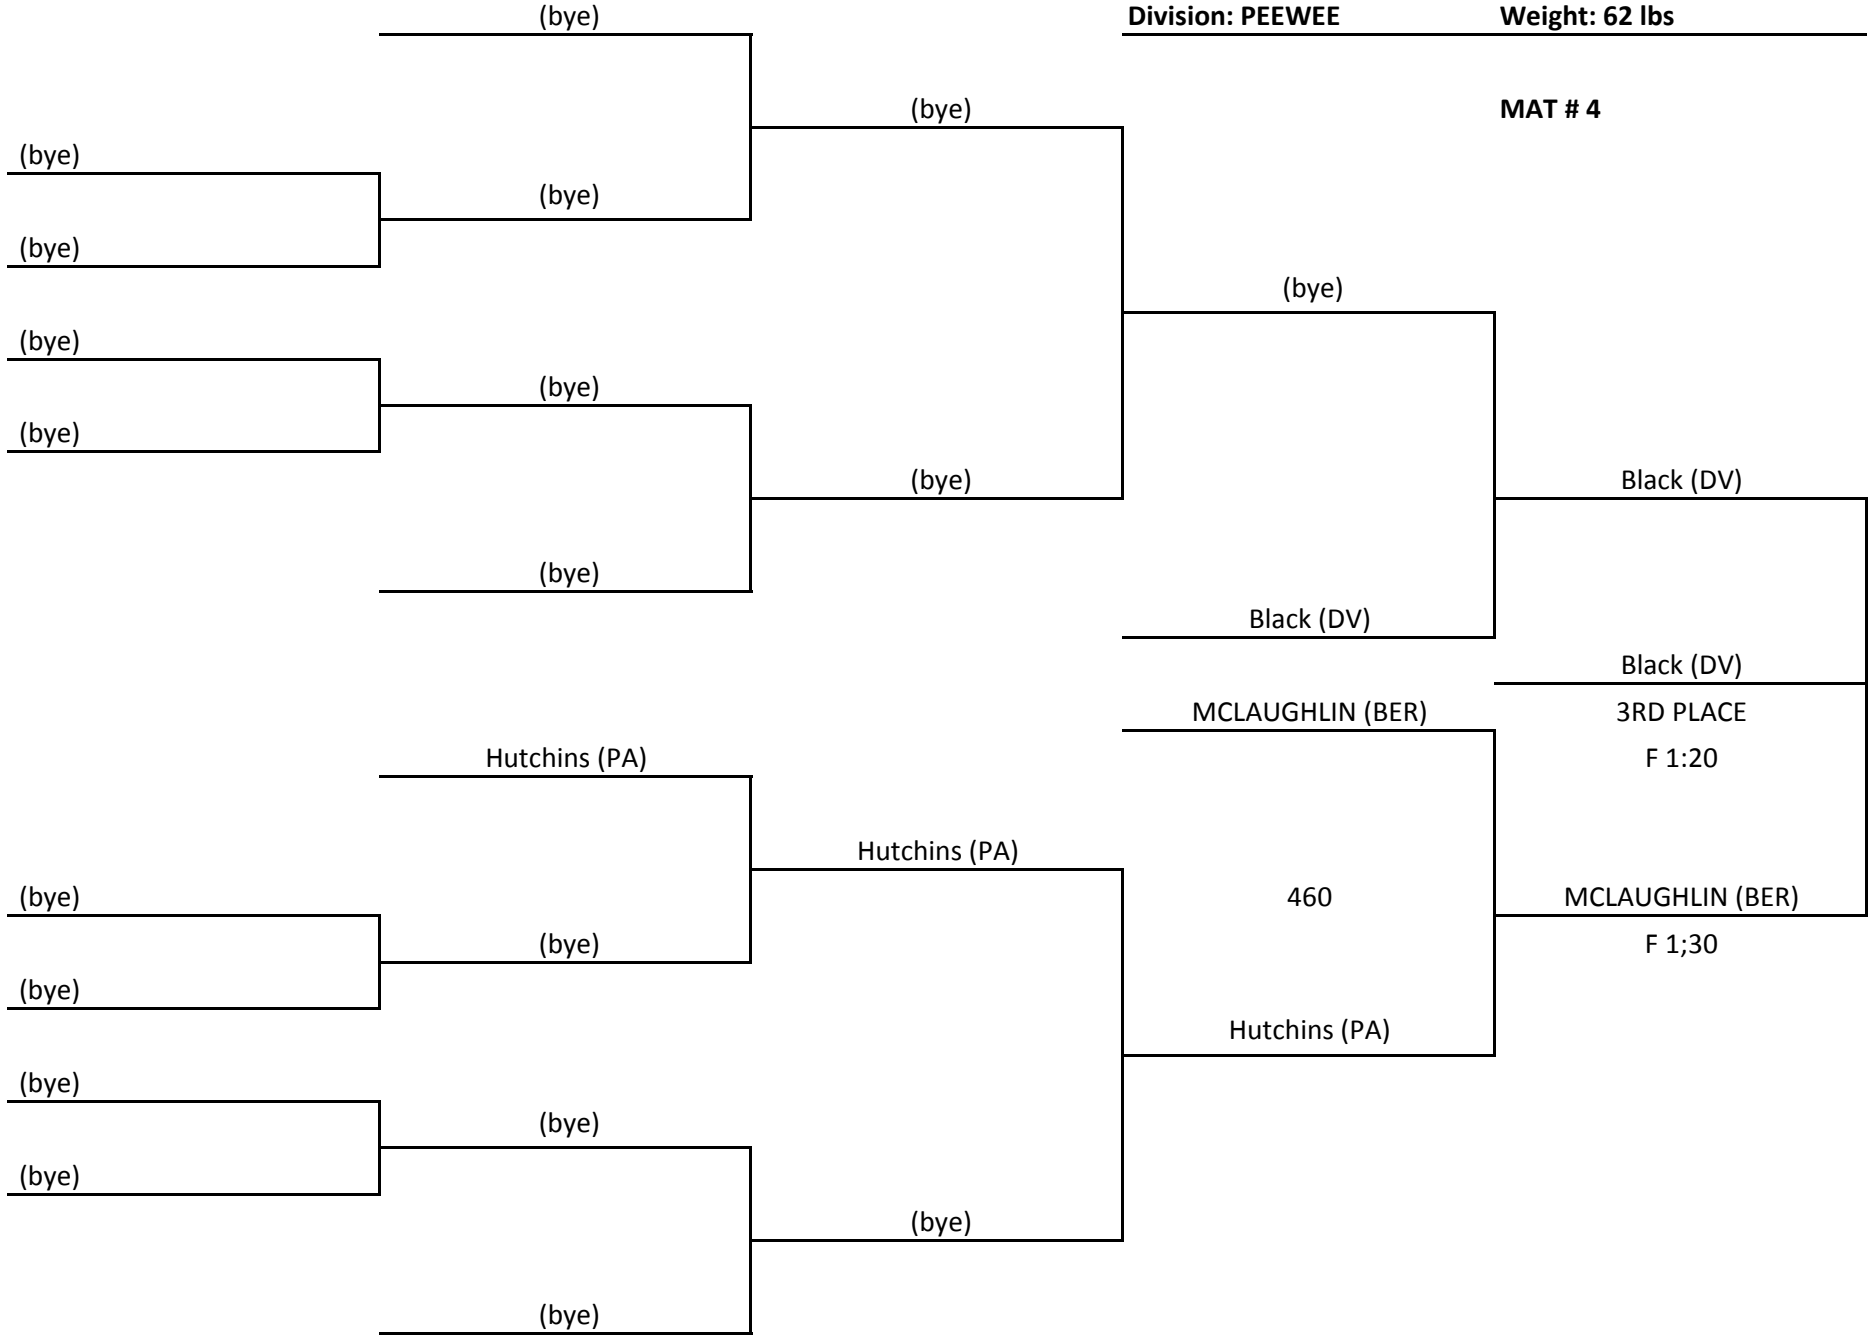 (bye)
Division: PEEWEE Weight: 62 lbs
(bye)
MAT # 4
(bye)
(bye)
(bye)
(bye)
(bye)
(bye)
(bye)
(bye)
Black (DV)
(bye)
Black (DV)
Black (DV)
MCLAUGHLIN (BER)
3RD PLACE
Hutchins (PA)
F 1:20
Hutchins (PA)
(bye)
460
MCLAUGHLIN (BER)
(bye)
F 1;30
(bye)
Hutchins (PA)
(bye)
(bye)
(bye)
(bye)
(bye)